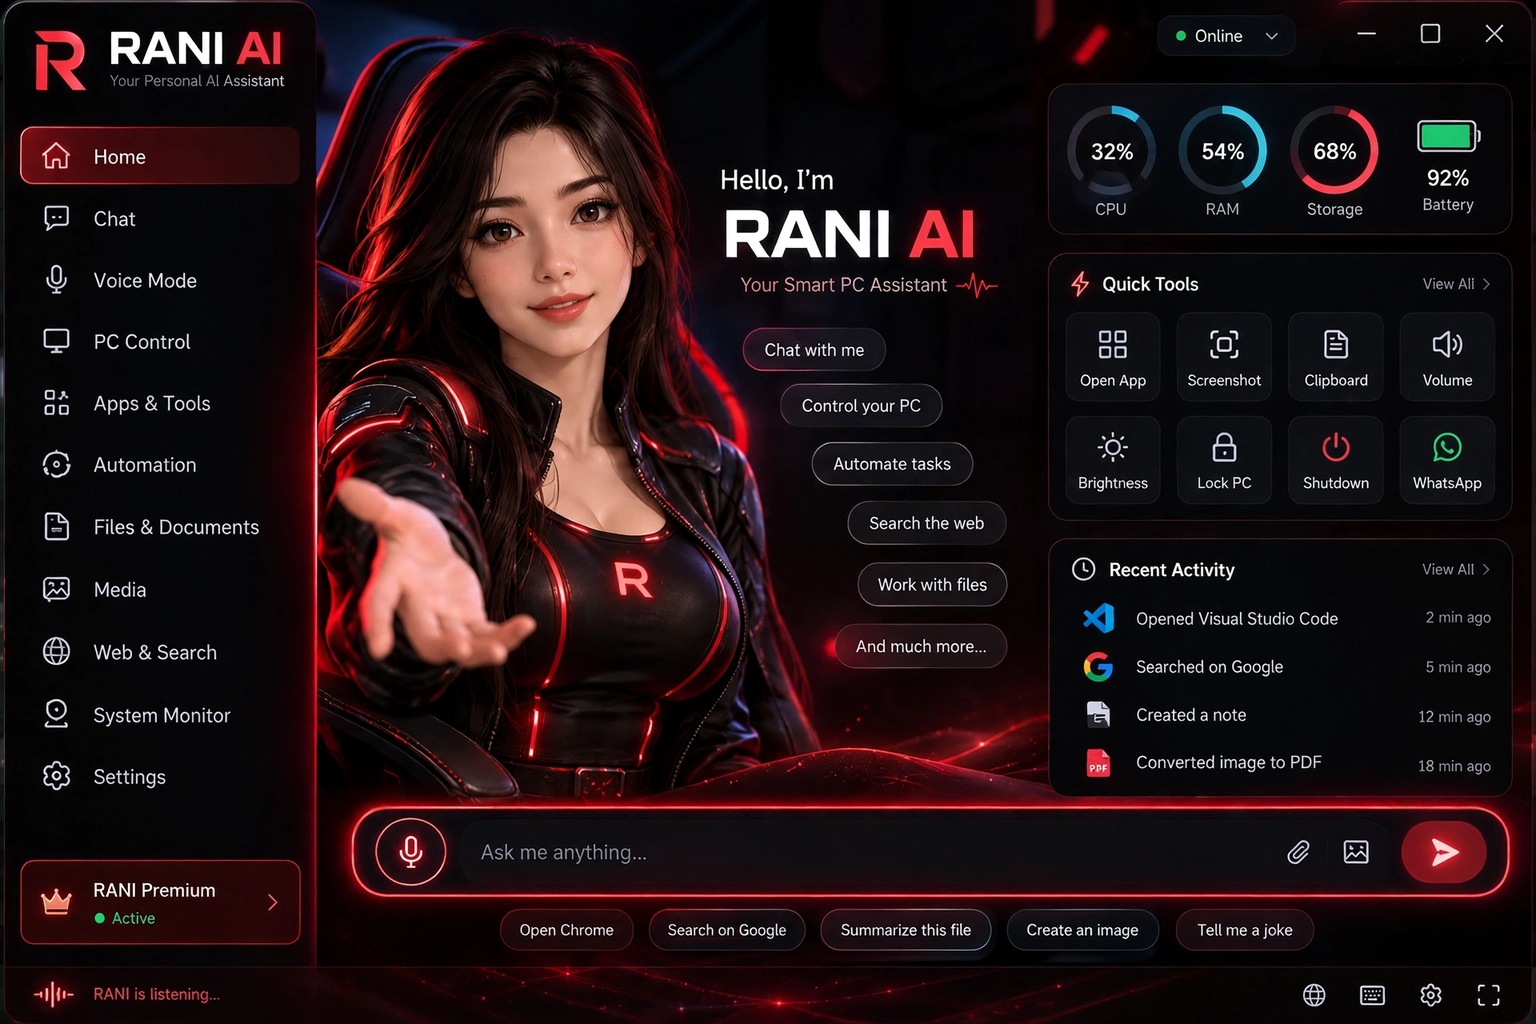 R RANI AI
Your Personal AI Assistant
Home
Chat
Voice Mode
PC Control
Apps & Tools
Automation
Files & Documents
Media
Web & Search
System Monitor
Settings
RANI Premium
Active
RANI is listening...
Hello, I'm
RANI AI
Your Smart PC Assistant
Chat with me
Control your PC
Automate tasks
Search the web
Work with files
And much more...
R
Online
32%
CPU
54%
RAM
68%
Storage
92%
Battery
Quick Tools
View All
Open App
Screenshot
Clipboard
Volume
Brightness
Lock PC
Shutdown
WhatsApp
Recent Activity
View All
Opened Visual Studio Code 2 min ago
Searched on Google 5 min ago
Created a note 12 min ago
PDF Converted image to PDF 18 min ago
Ask me anything...
Open Chrome
Search on Google
Summarize this file
Create an image
Tell me a joke